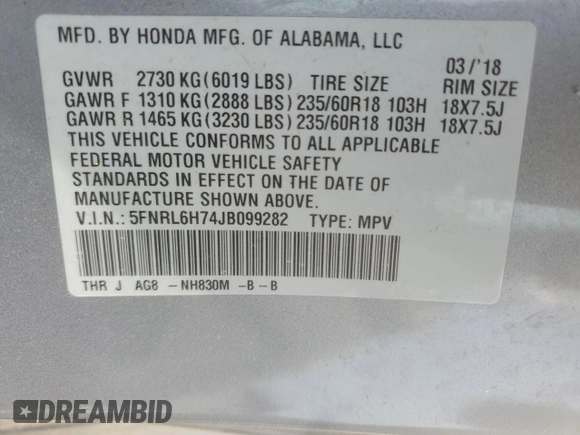 MFD. BY HONDA MFG. OF ALABAMA, LLC
03/'18
GVWR 2730 KG(6019 LBS) TIRE SIZE RIM SIZE
GAWR F 1310 KG(2888 LBS)235/60R18 103H 18X7.5J
GAWR R 1465 KG(3230 LBS)235/60R18 103H 18X7.5J
THIS VEHICLE CONFORMS TO ALL APPLICABLE
FEDERAL MOTOR VEHICLE SAFETY
STANDARDS IN EFFECT ON THE DATE OF
MANUFACTURE SHOWN ABOVE.
V.I.N.: 5FNRL6H74JB099282 TYPE: MPV
THR J AG8 -NH830M -B-B
DREAMBID